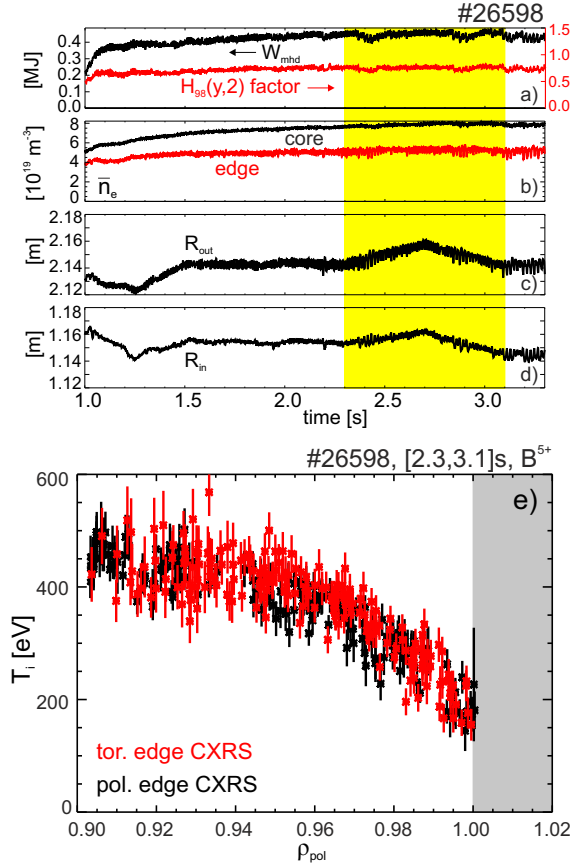 #26598
[MJ]
0.4
0.3
0.2
0.1
0.0
W_mhd
H_98(y,2) factor
1.5
1.0
0.5
0.0
a)
[10^19 m^-3]
8
6
4
2
0
core
edge
n̅_e
b)
[m]
2.18
2.16
2.14
2.12
R_out
c)
[m]
1.18
1.16
1.14
1.12
R_in
d)
1.0 1.5 2.0 2.5 3.0
time [s]
#26598, [2.3,3.1]s, B^5+
e)
T_i [eV]
600
400
200
0
tor. edge CXRS
pol. edge CXRS
0.90 0.92 0.94 0.96 0.98 1.00 1.02
ρ_pol